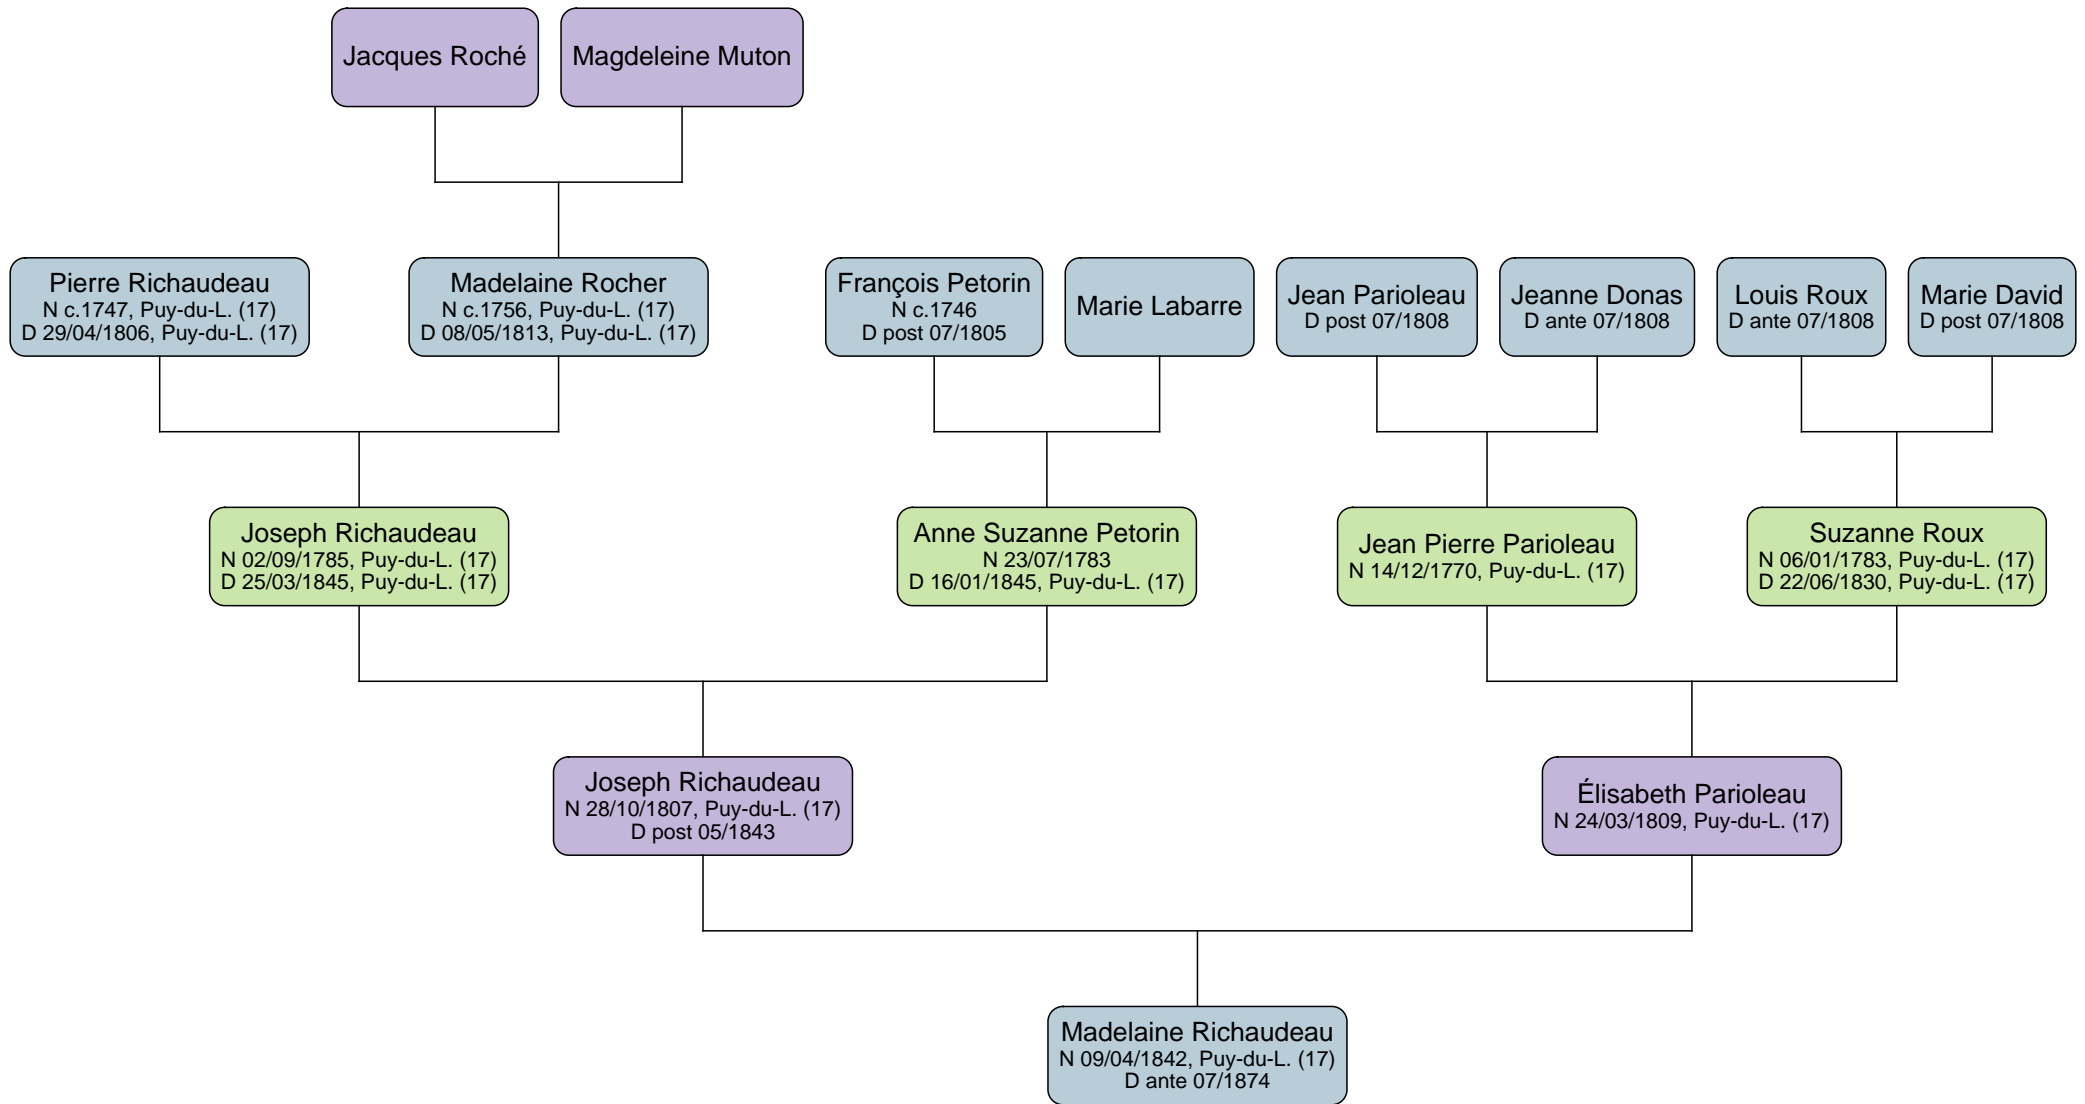 Jacques Roché
Magdeleine Muton
Pierre Richaudeau
N c.1747, Puy-du-L. (17)
D 29/04/1806, Puy-du-L. (17)
Madelaine Rocher
N c.1756, Puy-du-L. (17)
D 08/05/1813, Puy-du-L. (17)
François Petorin
N c.1746
D post 07/1805
Marie Labarre
Jean Parioleau
D post 07/1808
Jeanne Donas
D ante 07/1808
Louis Roux
D ante 07/1808
Marie David
D post 07/1808
Joseph Richaudeau
N 02/09/1785, Puy-du-L. (17)
D 25/03/1845, Puy-du-L. (17)
Anne Suzanne Petorin
N 23/07/1783
D 16/01/1845, Puy-du-L. (17)
Jean Pierre Parioleau
N 14/12/1770, Puy-du-L. (17)
Suzanne Roux
N 06/01/1783, Puy-du-L. (17)
D 22/06/1830, Puy-du-L. (17)
Joseph Richaudeau
N 28/10/1807, Puy-du-L. (17)
D post 05/1843
Élisabeth Parioleau
N 24/03/1809, Puy-du-L. (17)
Madelaine Richaudeau
N 09/04/1842, Puy-du-L. (17)
D ante 07/1874